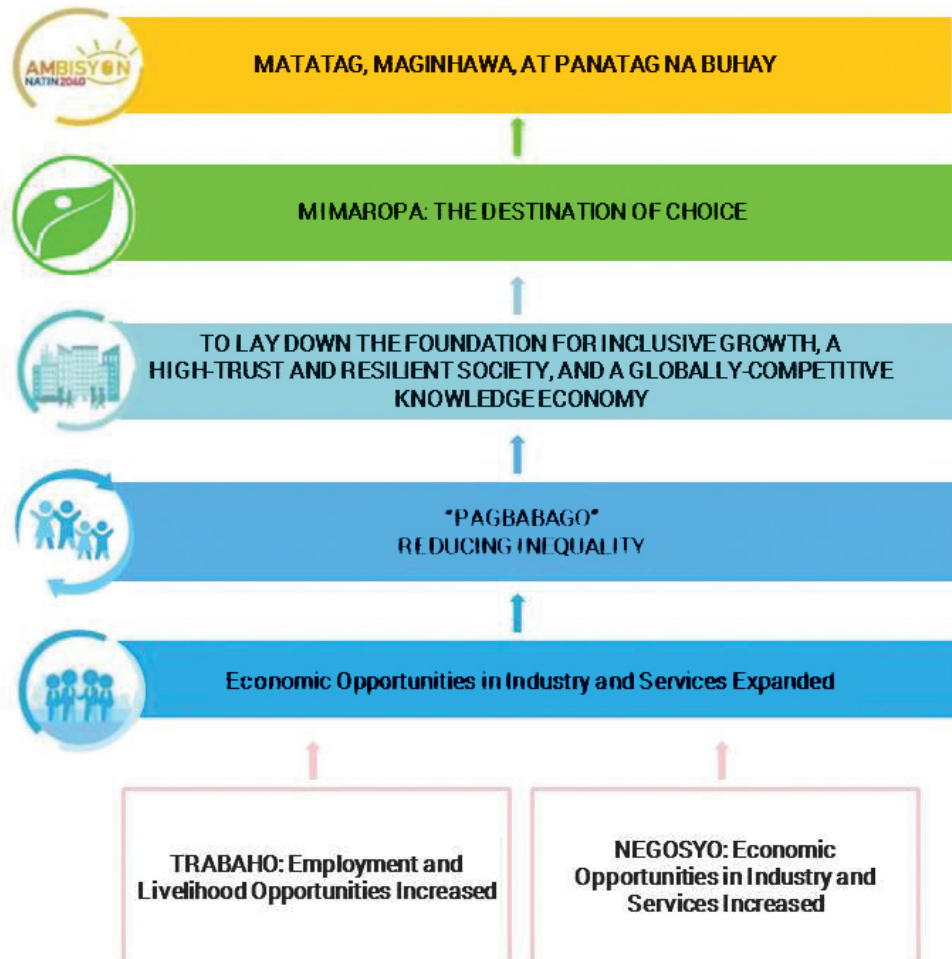 AMBISYON
NATIN2040
MATATAG, MAGINHAWA, AT PANATAG NA BUHAY
MIMAROPA: THE DESTINATION OF CHOICE
TO LAY DOWN THE FOUNDATION FOR INCLUSIVE GROWTH, A
HIGH-TRUST AND RESILIENT SOCIETY, AND A GLOBALLY-COMPETITIVE
KNOWLEDGE ECONOMY
"PAGBABAGO"
REDUCING INEQUALITY
Economic Opportunities in Industry and Services Expanded
TRABAHO: Employment and
Livelihood Opportunities Increased
NEGOSYO: Economic
Opportunities in Industry and
Services Increased